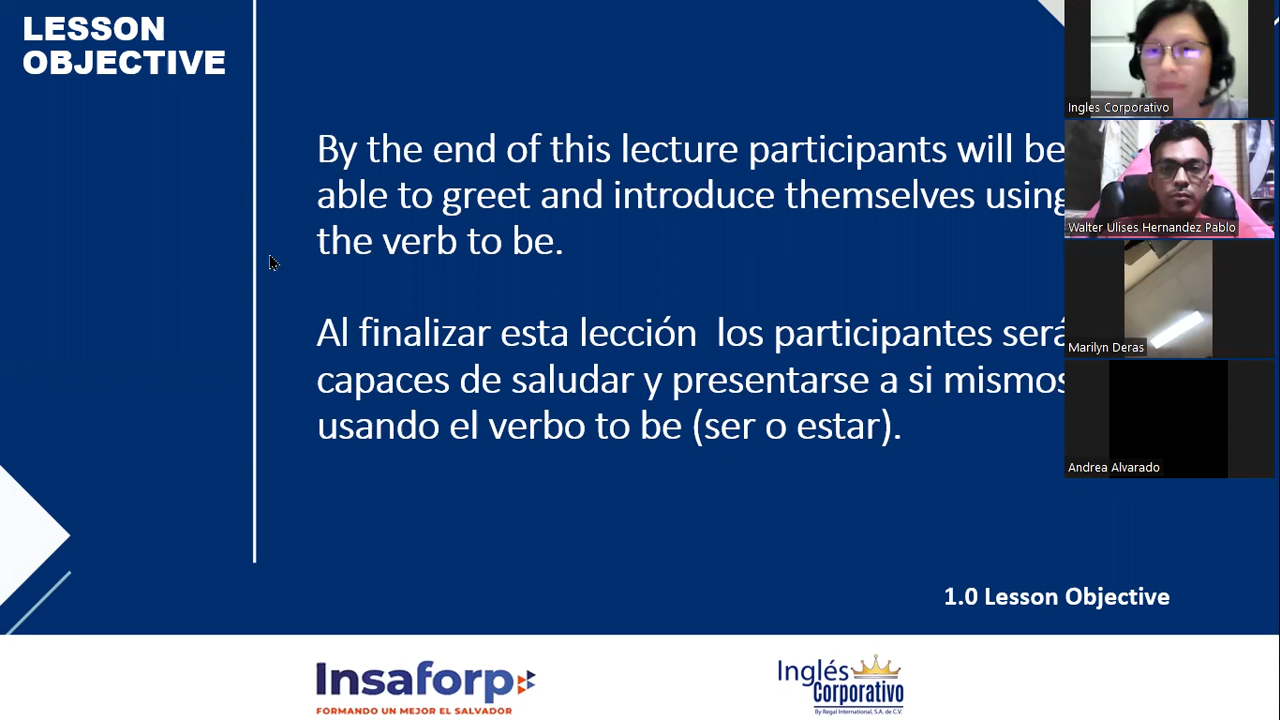 LESSON
OBJECTIVE
By the end of this lecture participants will be
able to greet and introduce themselves using
the verb to be.
Al finalizar esta lección los participantes será
capaces de saludar y presentarse a si mismos
usando el verbo to be (ser o estar).
1.0 Lesson Objective
Insaforp
FORMANDO UN MEJOR EL SALVADOR
Inglés
Corporativo
By Regal International, S.A. de C.V.
Ingles Corporativo
Walter Ulises Hernandez Pablo
Marilyn Deras
Andrea Alvarado